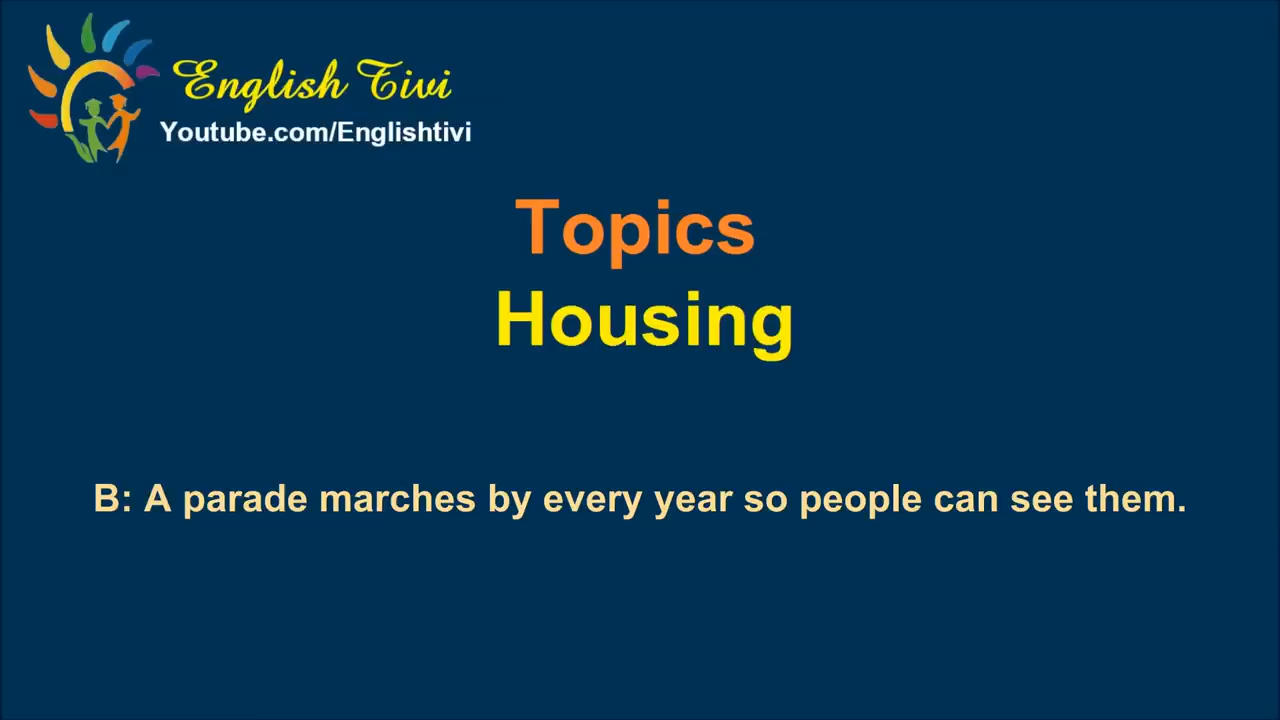 English Tivi
Youtube.com/Englishtivi
Topics
Housing
B: A parade marches by every year so people can see them.